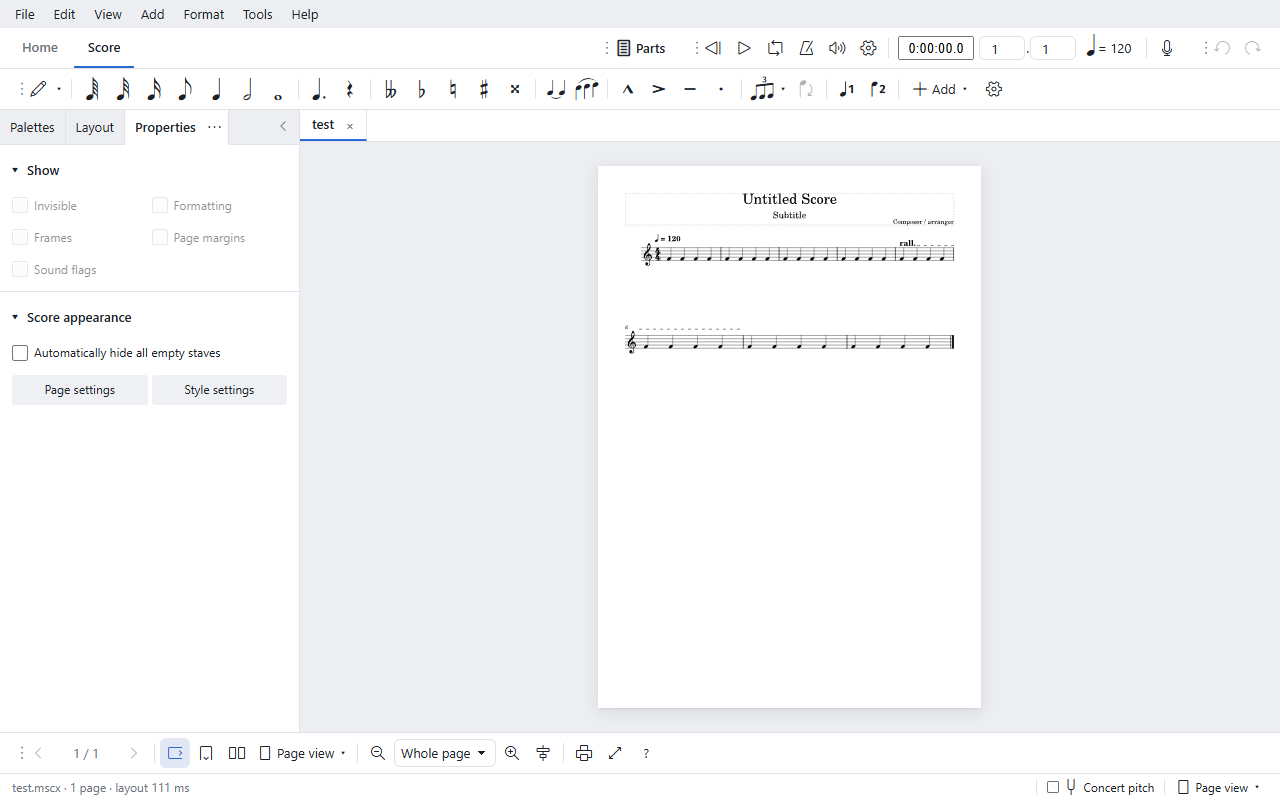 File Edit View Add Format Tools Help
Home Score Parts 0:00:00.0 1 . 1 = 120
3 1 2 Add
Palettes Layout Properties ··· test ×
Show
Invisible Formatting
Frames Page margins
Sound flags
Score appearance
Automatically hide all empty staves
Page settings Style settings
Untitled Score
Subtitle
Composer / arranger
= 120
rall.
1 / 1 Page view Whole page ?
test.mscx · 1 page · layout 111 ms Concert pitch Page view